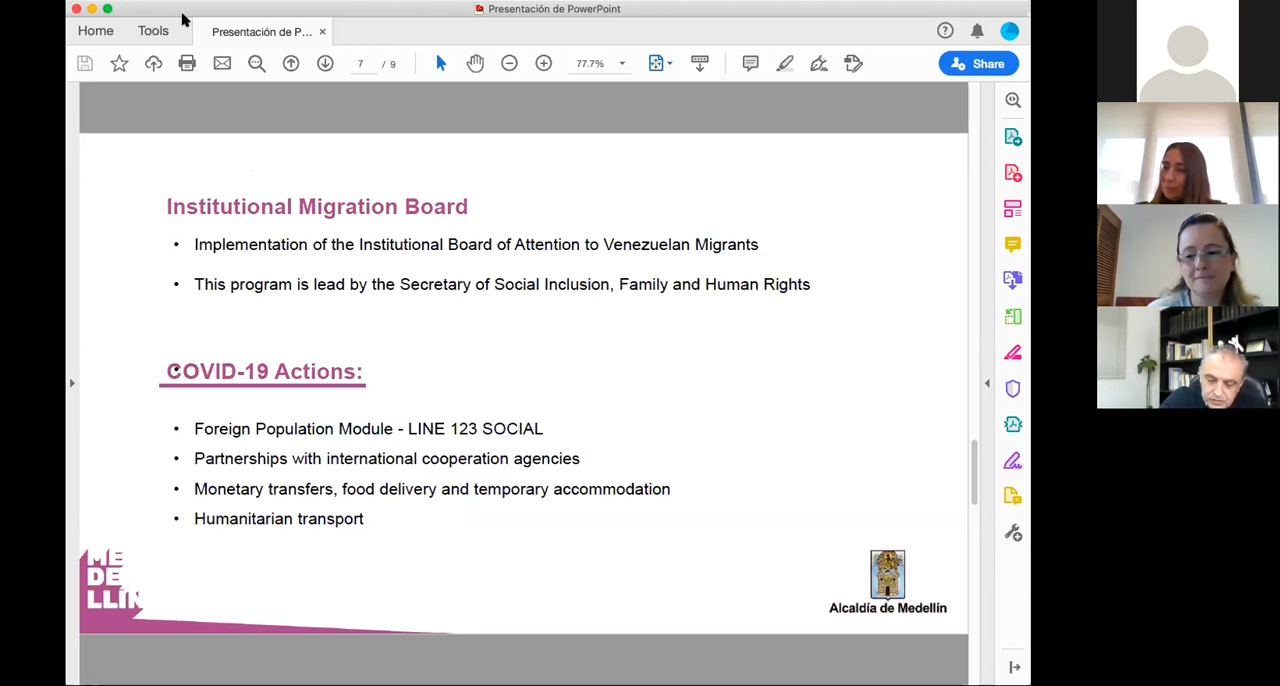 Presentación de PowerPoint
Home
Tools
Presentación de P... ×
7 / 9
77.7%
Share
Institutional Migration Board
• Implementation of the Institutional Board of Attention to Venezuelan Migrants
• This program is lead by the Secretary of Social Inclusion, Family and Human Rights
COVID-19 Actions:
• Foreign Population Module - LINE 123 SOCIAL
• Partnerships with international cooperation agencies
• Monetary transfers, food delivery and temporary accommodation
• Humanitarian transport
ME
DE
LLÍN
Alcaldía de Medellín